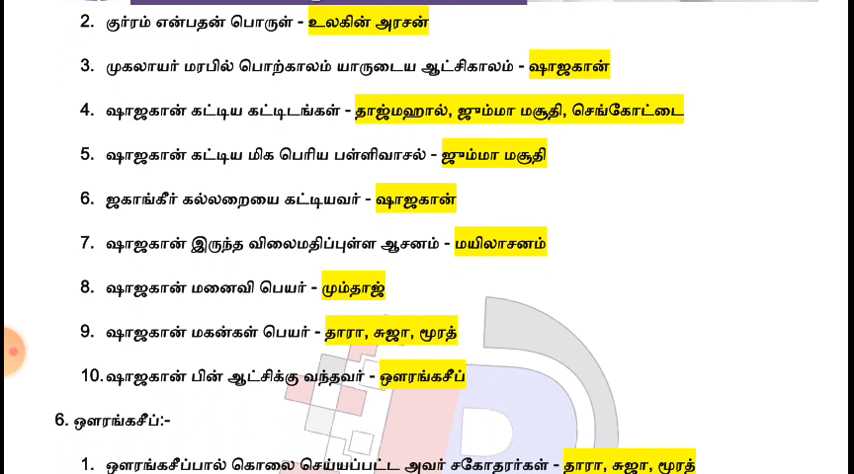 2. குர்ரம் என்பதன் பொருள் - உலகின் அரசன்
3. முகலாயர் மரபில் பொற்காலம் யாருடைய ஆட்சிகாலம் - ஷாஜகான்
4. ஷாஜகான் கட்டிய கட்டிடங்கள் - தாஜ்மஹால், ஜும்மா மசூதி, செங்கோட்டை
5. ஷாஜகான் கட்டிய மிக பெரிய பள்ளிவாசல் - ஜும்மா மசூதி
6. ஜகாங்கீர் கல்லறையை கட்டியவர் - ஷாஜகான்
7. ஷாஜகான் இருந்த விலைமதிப்புள்ள ஆசனம் - மயிலாசனம்
8. ஷாஜகான் மனைவி பெயர் - மும்தாஜ்
9. ஷாஜகான் மகன்கள் பெயர் - தாரா, சுஜா, மூரத்
10. ஷாஜகான் பின் ஆட்சிக்கு வந்தவர் - ஔரங்கசீப்
6. ஔரங்கசீப்:-
1. ஔரங்கசீப்பால் கொலை செய்யப்பட்ட அவர் சகோதரர்கள் - தாரா, சுஜா, மூரத்